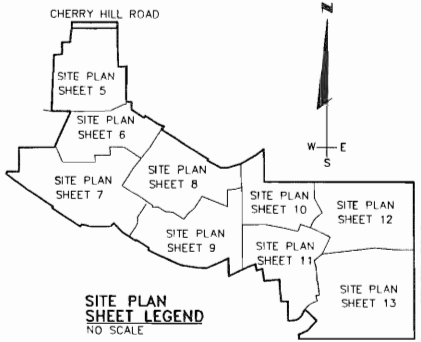 CHERRY HILL ROAD
N
SITE PLAN
SHEET 5
SITE PLAN
SHEET 6
W E
S
SITE PLAN
SHEET 7
SITE PLAN
SHEET 8
SITE PLAN
SHEET 10
SITE PLAN
SHEET 12
SITE PLAN
SHEET 9
SITE PLAN
SHEET 11
SITE PLAN
SHEET 13
SITE PLAN
SHEET LEGEND
NO SCALE